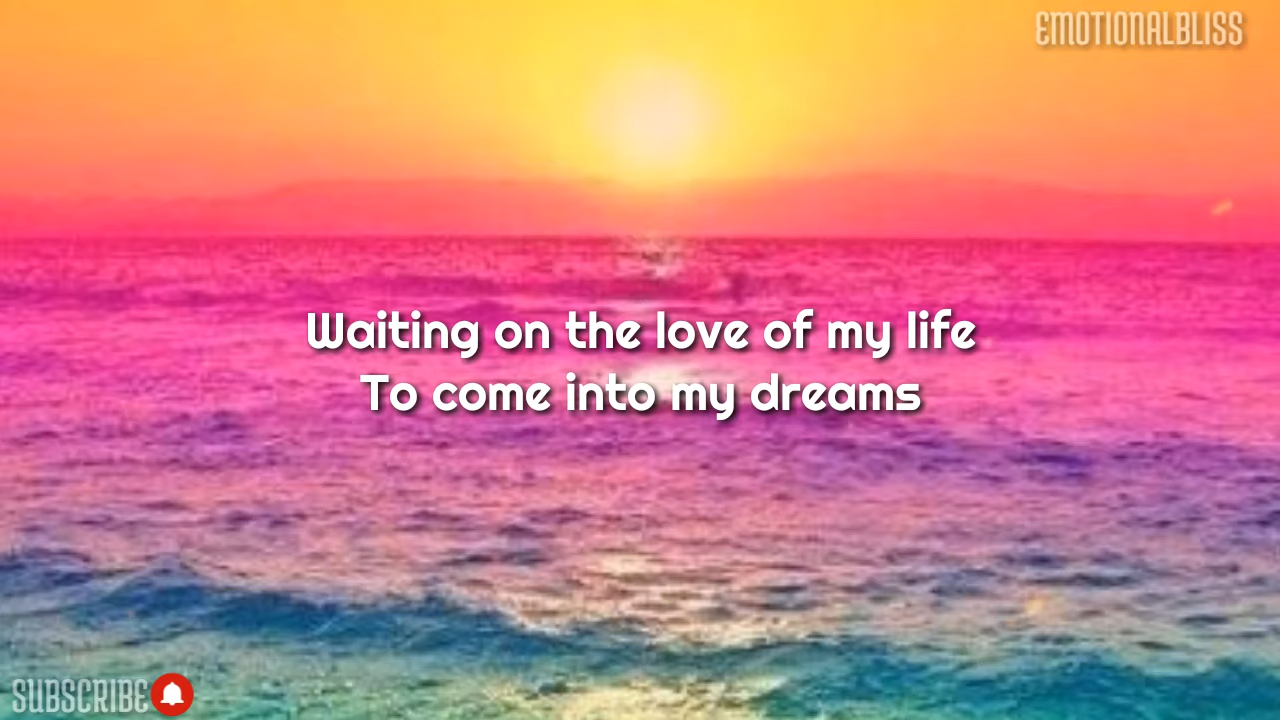 EMOTIONALBLISS
Waiting on the love of my life
To come into my dreams
SUBSCRIBE